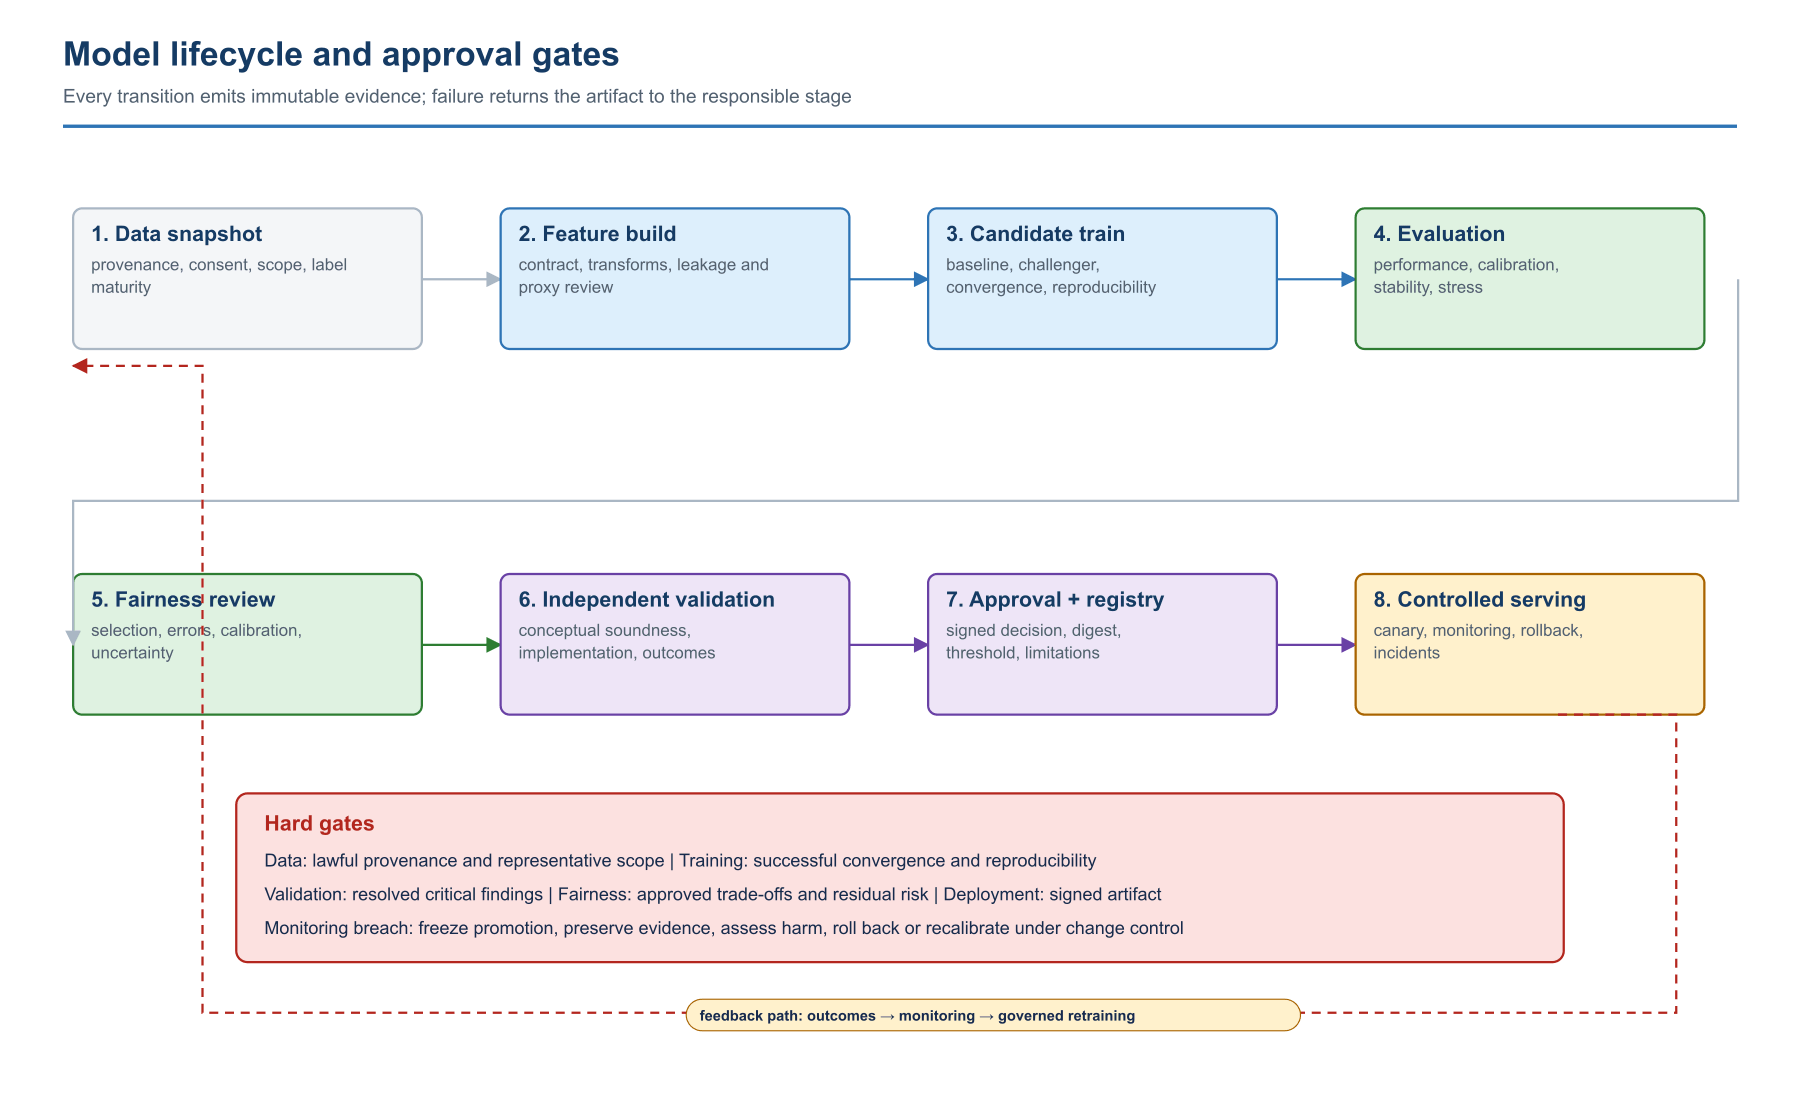 Model lifecycle and approval gates
Every transition emits immutable evidence; failure returns the artifact to the responsible stage
1. Data snapshot
provenance, consent, scope, label
maturity
2. Feature build
contract, transforms, leakage and
proxy review
3. Candidate train
baseline, challenger,
convergence, reproducibility
4. Evaluation
performance, calibration,
stability, stress
5. Fairness review
selection, errors, calibration,
uncertainty
6. Independent validation
conceptual soundness,
implementation, outcomes
7. Approval + registry
signed decision, digest,
threshold, limitations
8. Controlled serving
canary, monitoring, rollback,
incidents
Hard gates
Data: lawful provenance and representative scope | Training: successful convergence and reproducibility
Validation: resolved critical findings | Fairness: approved trade-offs and residual risk | Deployment: signed artifact
Monitoring breach: freeze promotion, preserve evidence, assess harm, roll back or recalibrate under change control
feedback path: outcomes → monitoring → governed retraining